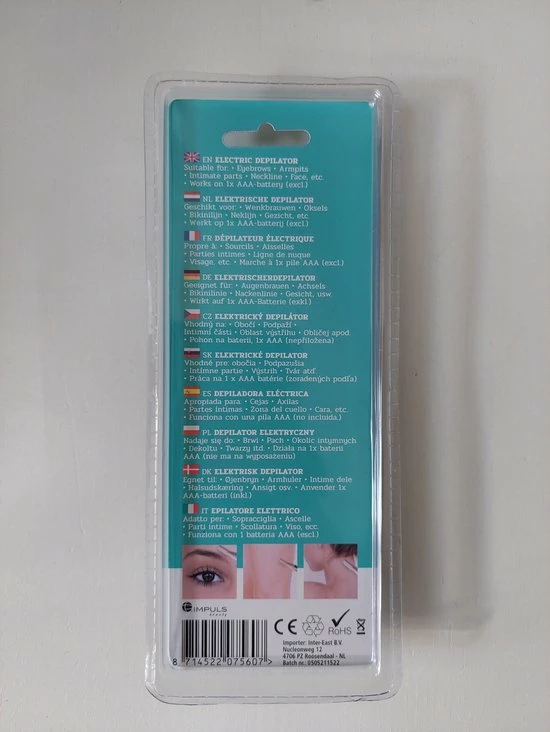 EN ELECTRIC DEPILATOR
Suitable for: • Eyebrows • Armpits
• Intimate parts • Neckline • Face, etc.
• Works on 1x AAA-battery (excl.)
NL ELEKTRISCHE DEPILATOR
Geschikt voor: • Wenkbrauwen • Oksels
• Bikinilijn • Neklijn • Gezicht, etc
• Werkt op 1x AAA-batterij (excl.)
FR DÉPILATEUR ÉLECTRIQUE
Propre à: • Sourcils • Aisselles
• Parties intimes • Ligne de nuque
• Visage, etc. • Marche à 1x pile AAA (excl.)
DE ELEKTRISCHERDEPILATOR
Geeignet für: • Augenbrauen • Achsels
• Bikinilinie • Nackenlinie • Gesicht, usw.
• Wirkt auf 1x AAA-Batterie (exkl.)
CZ ELEKTRICKÝ DEPILÁTOR
Vhodný na: • Obočí • Podpaží •
Intimní části • Oblast výstřihu • Obličej apod.
• Pohon na baterii, 1x AAA (nepřiložena)
SK ELEKTRICKÉ DEPILATOR
Vhodné pre: obočia • Podpazušia
• Intímne partie • Výstrih • Tvár atď.
• Práca na 1 x AAA batérie (zoradených podľa)
ES DEPILADORA ELÉCTRICA
Apropiada para: • Cejas • Axilas
• Partes íntimas • Zona del cuello • Cara, etc.
• Funciona con una pila AAA (no incluida.)
PL DEPILATOR ELEKTRYCZNY
Nadaje się do: • Brwi • Pach • Okolic intymnych
• Dekoltu • Twarzy itd. • Działa na 1x baterii
AAA (nie ma na wyposażeniu)
DK ELEKTRISK DEPILATOR
Egnet til: • Øjenbryn • Armhuler • Intime dele
• Halsudskæring • Ansigt osv. • Anvender 1x
AAA-batteri (inkl.)
IT EPILATORE ELETTRICO
Adatto per: • Sopracciglia • Ascelle
• Parti intime • Scollatura • Viso, ecc.
• Funziona con 1 batteria AAA (escl.)
IMPULS
beauty
CE
RoHS
Importer: Inter-East B.V.
Nucleonweg 12
4706 PZ Roosendaal - NL
Batch nr.: 0505211522
8 714522 075607 >